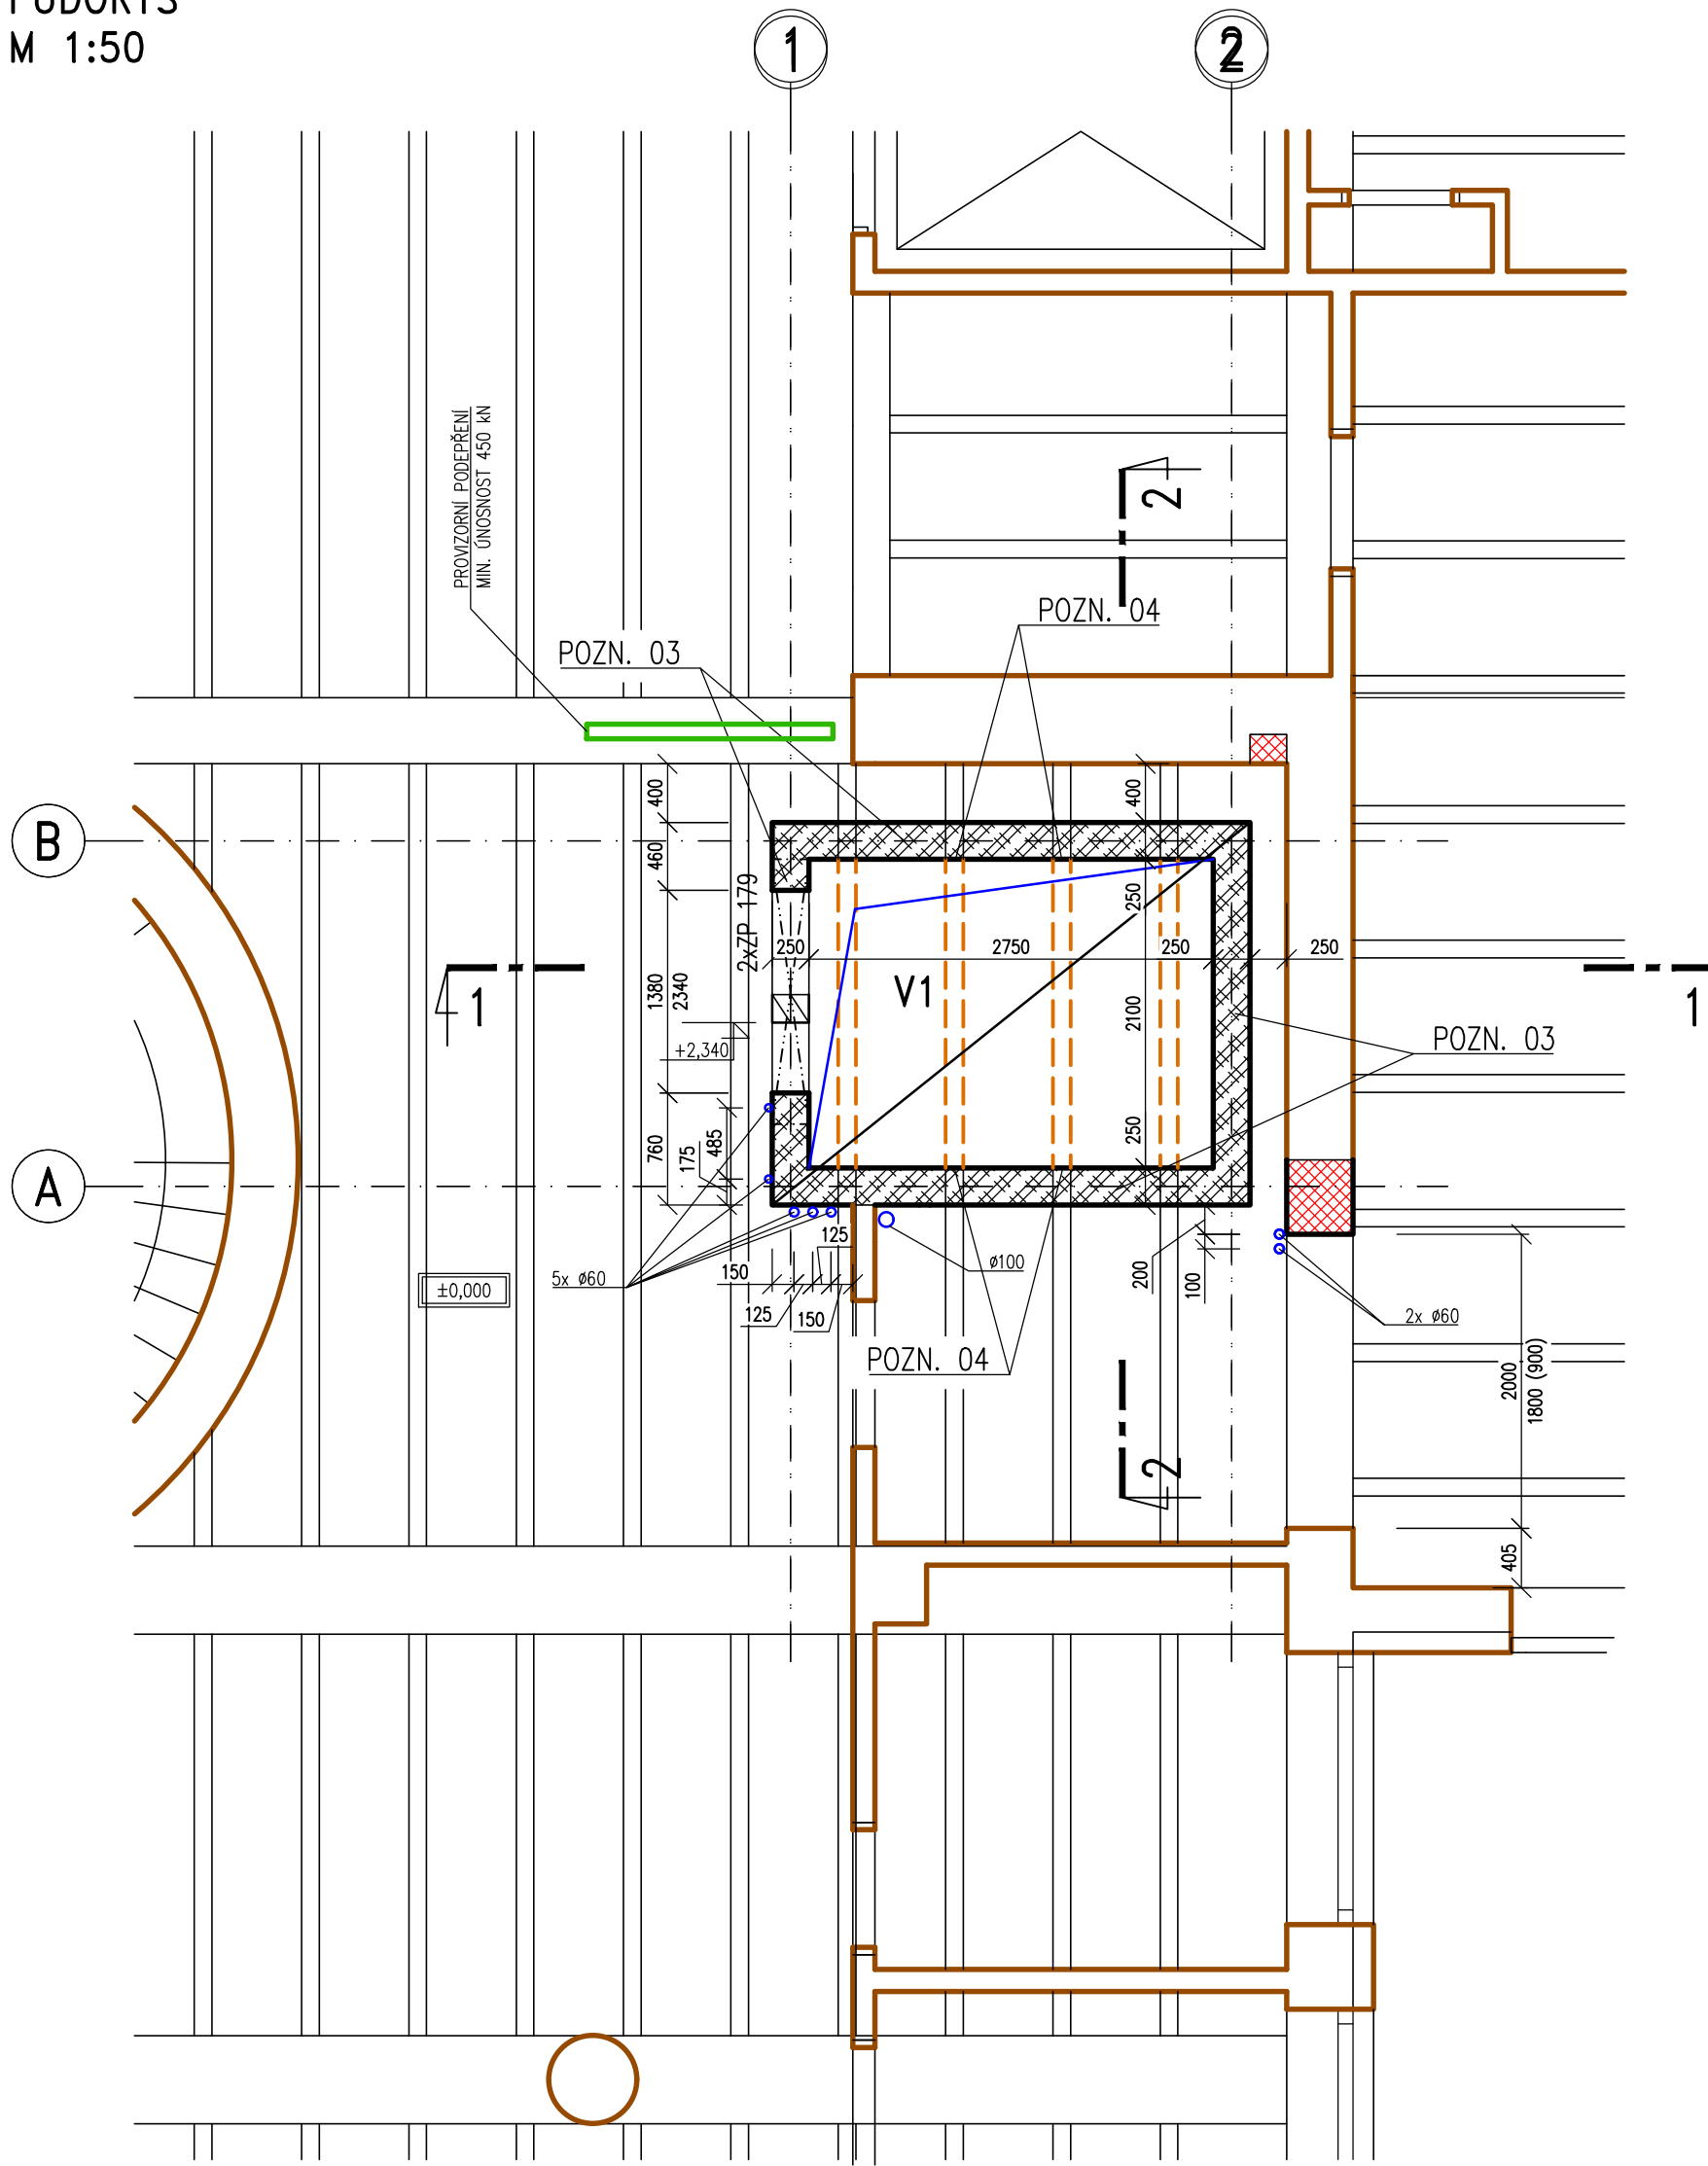 PŮDORYS
M 1:50
1
2
PROVIZORNÍ PODEPŘENÍ
MIN. ÚNOSNOST 450 kN
2
POZN. 04
POZN. 03
400
400
B
460
2xZP 179
250
250
2750
250
250
1
1380
2340
V1
2100
1
+2,340
POZN. 03
760
175
485
250
A
125
150
ø100
200
100
5x ø60
±0,000
125
150
2x ø60
POZN. 04
2000
1800 (900)
2
405